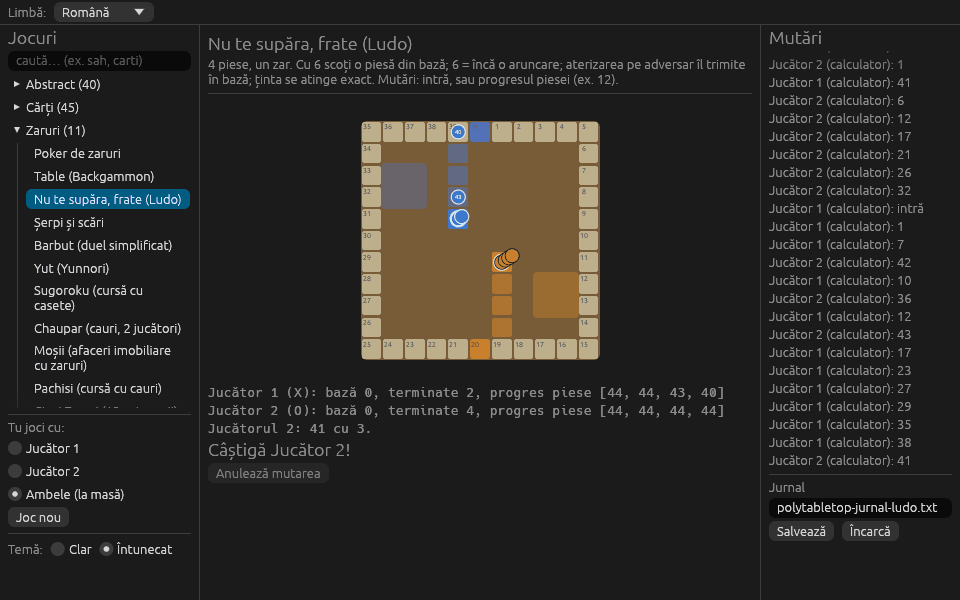 Limbă: Română
Jocuri
caută... (ex. sah, carti)
Abstract (40)
Cărți (45)
Zaruri (11)
Poker de zaruri
Table (Backgammon)
Nu te supăra, frate (Ludo)
Șerpi și scări
Barbut (duel simplificat)
Yut (Yunnori)
Sugoroku (cursă cu
casete)
Chaupar (cauri, 2 jucători)
Moșii (afaceri imobiliare
cu zaruri)
Pachisi (cursă cu cauri)
Tu joci cu:
Jucător 1
Jucător 2
Ambele (la masă)
Joc nou
Temă: Clar Întunecat
Nu te supăra, frate (Ludo)
4 piese, un zar. Cu 6 scoți o piesă din bază; 6 = încă o aruncare; aterizarea pe adversar îl trimite
în bază; ținta se atinge exact. Mutări: intră, sau progresul piesei (ex. 12).
35 36 37 38 39 40 1 2 3 4 5
34 6
33 7
32 43 8
31 9
30 10
29 11
28 12
27 13
26 14
25 24 23 22 21 20 19 18 17 16 15
Jucător 1 (X): bază 0, terminate 2, progres piese [44, 44, 43, 40]
Jucător 2 (O): bază 0, terminate 4, progres piese [44, 44, 44, 44]
Jucătorul 2: 41 cu 3.
Câștigă Jucător 2!
Anulează mutarea
Mutări
Jucător 2 (calculator): 1
Jucător 1 (calculator): 41
Jucător 2 (calculator): 6
Jucător 2 (calculator): 12
Jucător 2 (calculator): 17
Jucător 2 (calculator): 21
Jucător 2 (calculator): 26
Jucător 2 (calculator): 32
Jucător 1 (calculator): intră
Jucător 1 (calculator): 1
Jucător 1 (calculator): 7
Jucător 2 (calculator): 42
Jucător 1 (calculator): 10
Jucător 2 (calculator): 36
Jucător 1 (calculator): 12
Jucător 2 (calculator): 43
Jucător 1 (calculator): 17
Jucător 1 (calculator): 23
Jucător 1 (calculator): 27
Jucător 1 (calculator): 29
Jucător 1 (calculator): 35
Jucător 1 (calculator): 38
Jucător 2 (calculator): 41
Jurnal
polytabletop-jurnal-ludo.txt
Salvează Încarcă